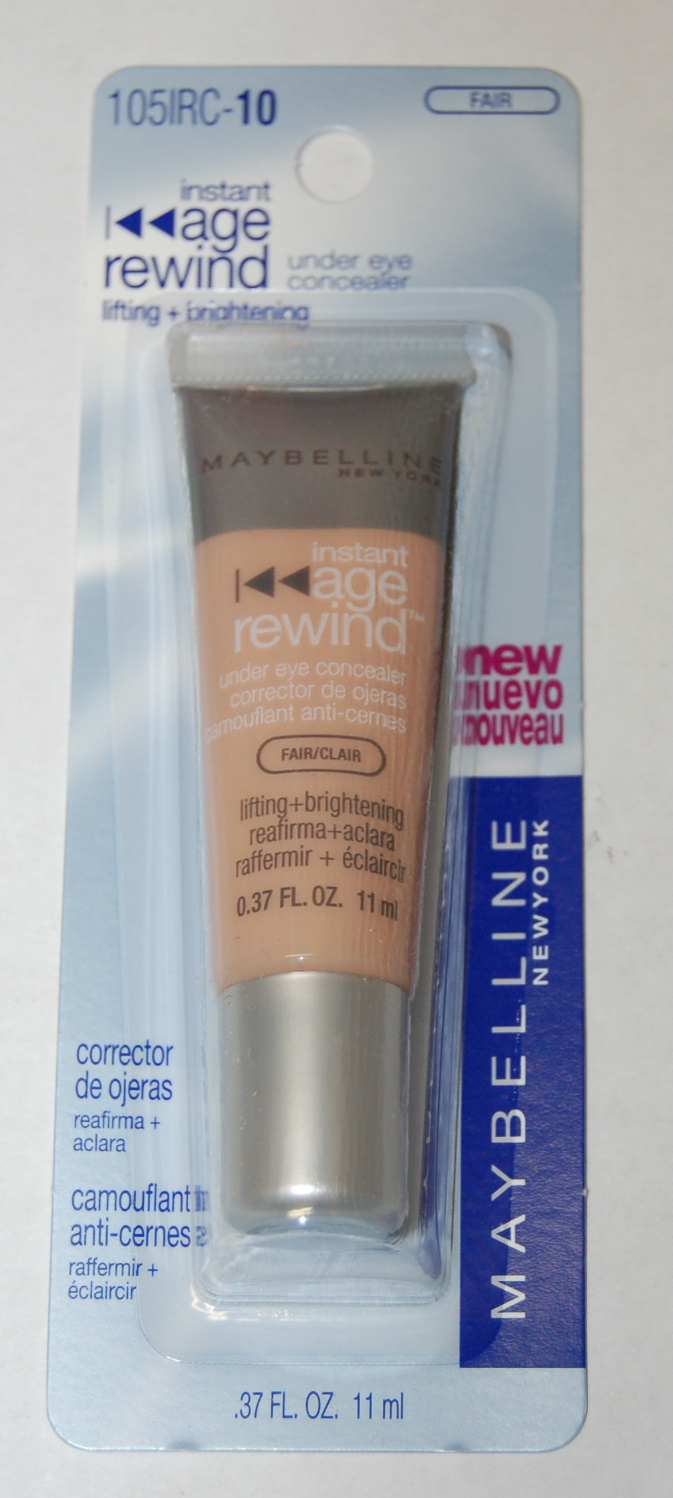 105IRC-10
FAIR
instant
age
rewind
under eye
concealer
lifting + brightening
MAYBELLINE
NEW YORK
instant
age
rewind™
under eye concealer
corrector de ojeras
camouflant anti-cernes
FAIR/CLAIR
lifting+brightening
reafirma+aclara
raffermir + éclaircir
0.37 FL. OZ. 11 ml
new
nuevo
nouveau
MAYBELLINE
NEW YORK
corrector
de ojeras
reafirma +
aclara
camouflant
anti-cernes
raffermir +
éclaircir
.37 FL. OZ. 11 ml